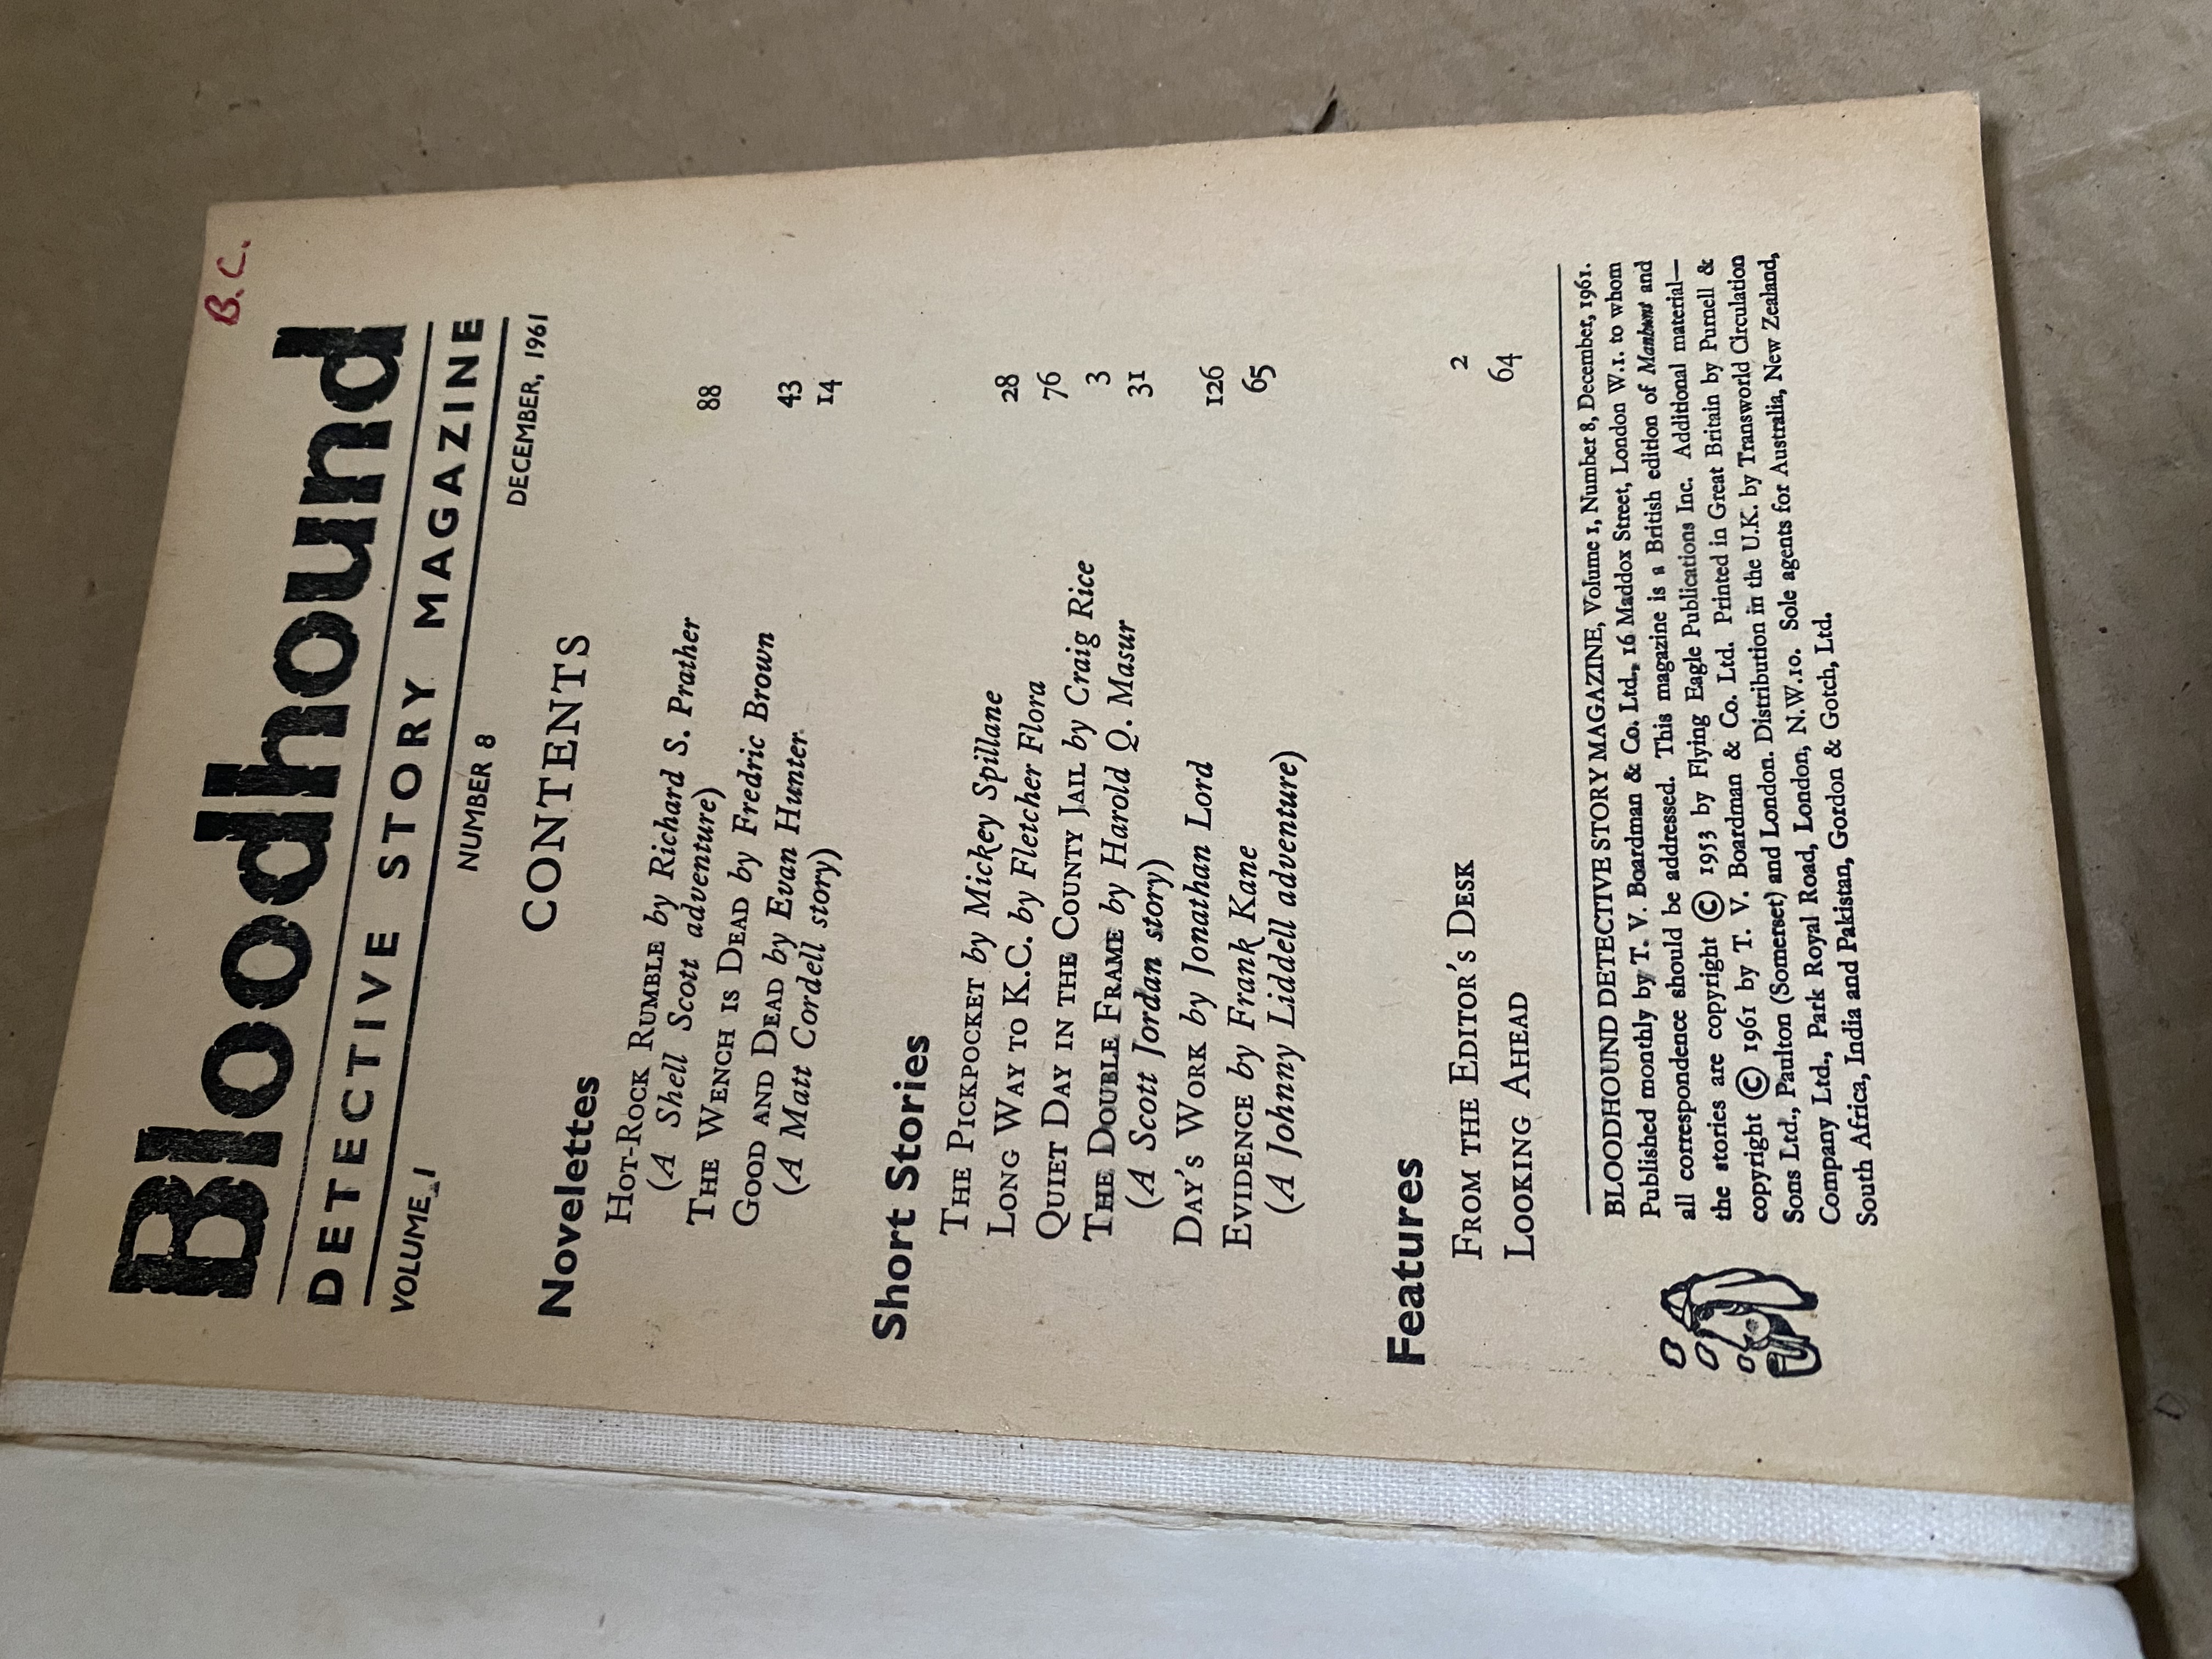 B.C.
Bloodhound
DETECTIVE STORY MAGAZINE
VOLUME 1 NUMBER 8 DECEMBER, 1961
CONTENTS
Novelettes
HOT-ROCK RUMBLE by Richard S. Prather 88
(A Shell Scott adventure)
THE WENCH IS DEAD by Fredric Brown 43
GOOD AND DEAD by Evan Hunter 14
(A Matt Cordell story)
Short Stories
THE PICKPOCKET by Mickey Spillane 28
LONG WAY TO K.C. by Fletcher Flora 76
QUIET DAY IN THE COUNTY JAIL by Craig Rice 3
THE DOUBLE FRAME by Harold Q. Masur 31
(A Scott Jordan story)
DAY'S WORK by Jonathan Lord 126
EVIDENCE by Frank Kane 65
(A Johnny Liddell adventure)
Features
FROM THE EDITOR'S DESK 2
LOOKING AHEAD 64
BLOODHOUND DETECTIVE STORY MAGAZINE, Volume 1, Number 8, December, 1961.
Published monthly by T. V. Boardman & Co. Ltd., 16 Maddox Street, London W.1. to whom
all correspondence should be addressed. This magazine is a British edition of Manhunt and
the stories are copyright © 1953 by Flying Eagle Publications Inc. Additional material—
copyright © 1961 by T. V. Boardman & Co. Ltd. Printed in Great Britain by Purnell &
Sons Ltd., Paulton (Somerset) and London. Distribution in the U.K. by Transworld Circulation
Company Ltd., Park Royal Road, London, N.W.10. Sole agents for Australia, New Zealand,
South Africa, India and Pakistan, Gordon & Gotch, Ltd.